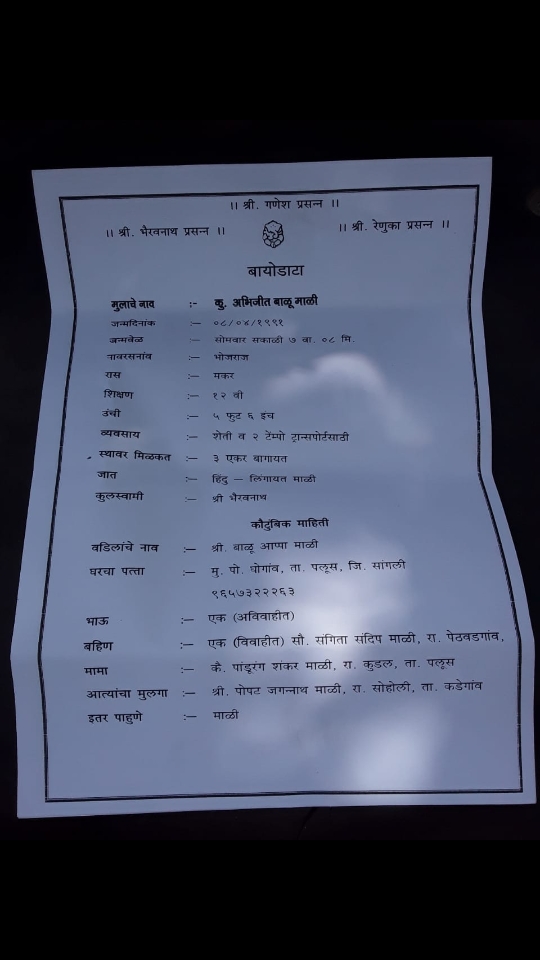 ।। श्री. गणेश प्रसन्न ।।
।। श्री. भैरवनाथ प्रसन्न ।। ।। श्री. रेणुका प्रसन्न ।।
बायोडाटा
मुलाचे नाव :- कु. अभिजीत बाळू माळी
जन्मदिनांक :— ०८/०४/१९९१
जन्मवेळ :— सोमवार सकाळी ७ वा. ०८ मि.
नावरसनांव :— भोजराज
रास :— मकर
शिक्षण :— १२ वी
उंची :— ५ फुट ६ इंच
व्यवसाय :— शेती व २ टेंम्पो ट्रान्सपोर्टसाठी
स्थावर मिळकत :— ३ एकर बागायत
जात :— हिंदु — लिंगायत माळी
कुलस्वामी :— श्री भैरवनाथ
कौटुंबिक माहिती
वडिलांचे नाव :— श्री. बाळू आप्पा माळी
घरचा पत्ता :— मु. पो. घोगांव, ता. पलूस, जि. सांगली
९६५७३२२२६३
भाऊ :— एक (अविवाहीत)
बहिण :— एक (विवाहीत) सौ. संगिता संदिप माळी, रा. पेठवडगांव,
मामा :— कै. पांडूरंग शंकर माळी, रा. कुंडल, ता. पलूस
आत्यांचा मुलगा :— श्री. पोपट जगन्नाथ माळी, रा. सोहोली, ता. कडेगांव
इतर पाहुणे :— माळी